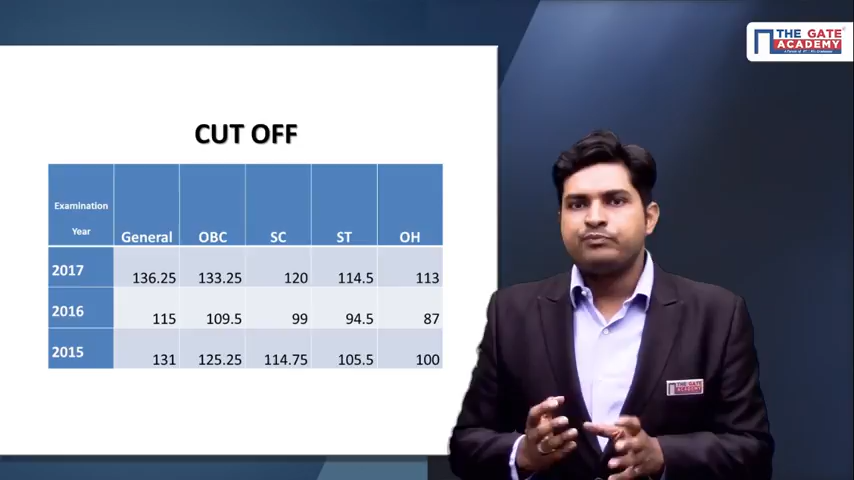 THE GATE
ACADEMY
CUT OFF
Examination
Year
General OBC SC ST OH
2017 136.25 133.25 120 114.5 113
2016 115 109.5 99 94.5 87
2015 131 125.25 114.75 105.5 100
THE GATE
ACADEMY